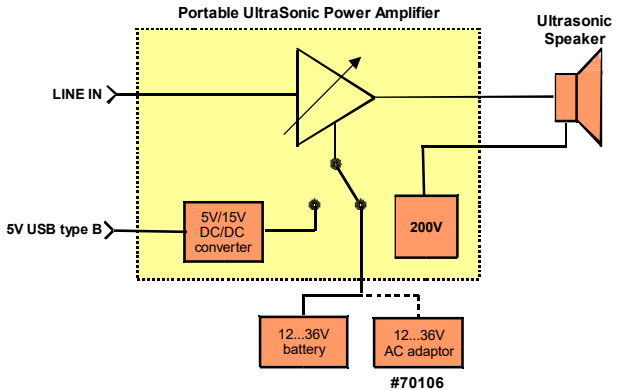 Portable UltraSonic Power Amplifier
Ultrasonic
Speaker
LINE IN
5V USB type B
5V/15V
DC/DC
converter
200V
12...36V
battery
12...36V
AC adaptor
#70106